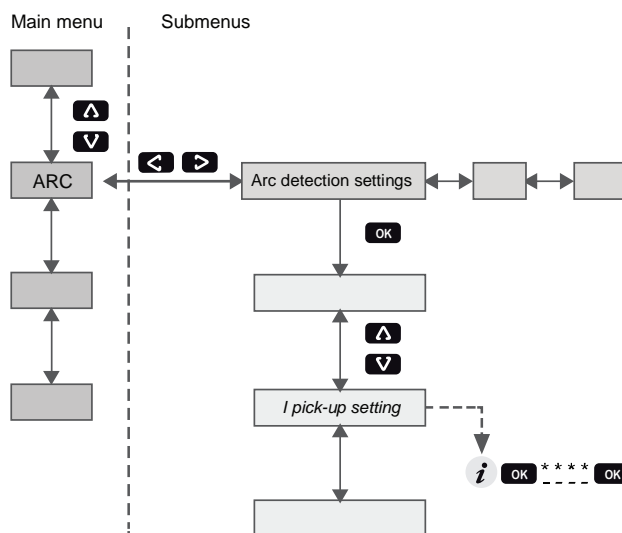 Main menu
Submenus
ARC
Arc detection settings
OK
I pick-up setting
i OK **** OK